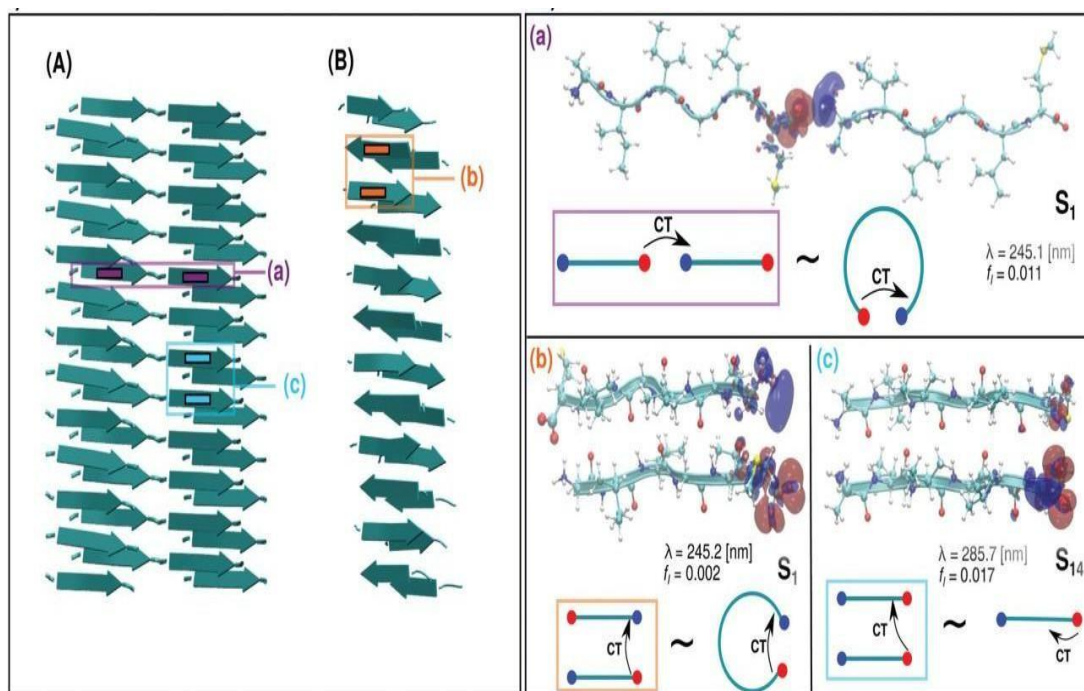 (A)
(B)
(b)
(a)
(c)
(a)
S1
CT
~
CT
λ = 245.1 [nm]
fI = 0.011
(b)
λ = 245.2 [nm]
fI = 0.002
S1
CT
~
CT
(c)
λ = 285.7 [nm]
fI = 0.017
S14
CT
~
CT